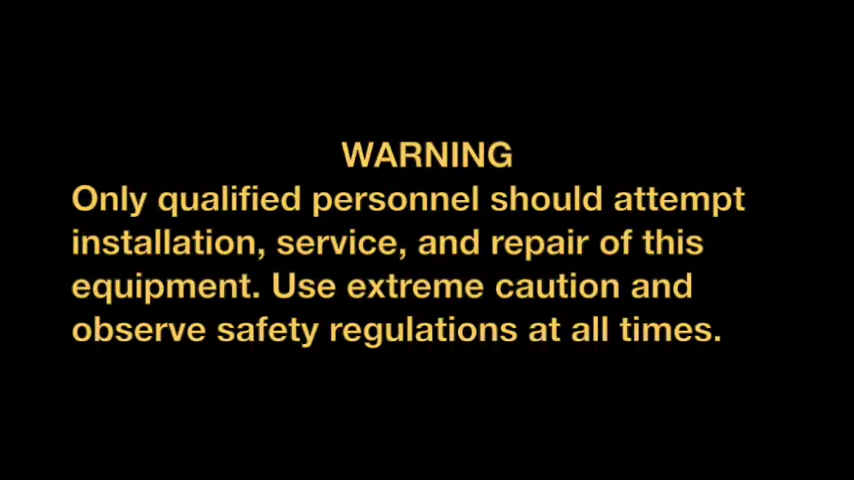 WARNING
Only qualified personnel should attempt
installation, service, and repair of this
equipment. Use extreme caution and
observe safety regulations at all times.